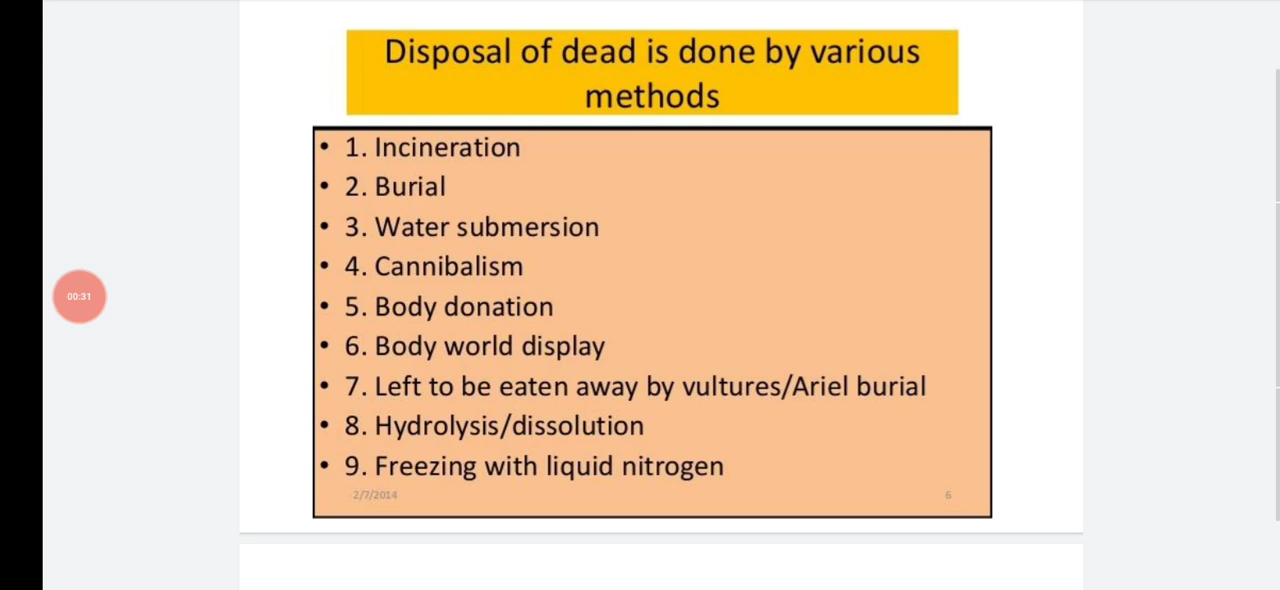 Disposal of dead is done by various
methods
• 1. Incineration
• 2. Burial
• 3. Water submersion
• 4. Cannibalism
• 5. Body donation
• 6. Body world display
• 7. Left to be eaten away by vultures/Ariel burial
• 8. Hydrolysis/dissolution
• 9. Freezing with liquid nitrogen
2/7/2014 6
00:31